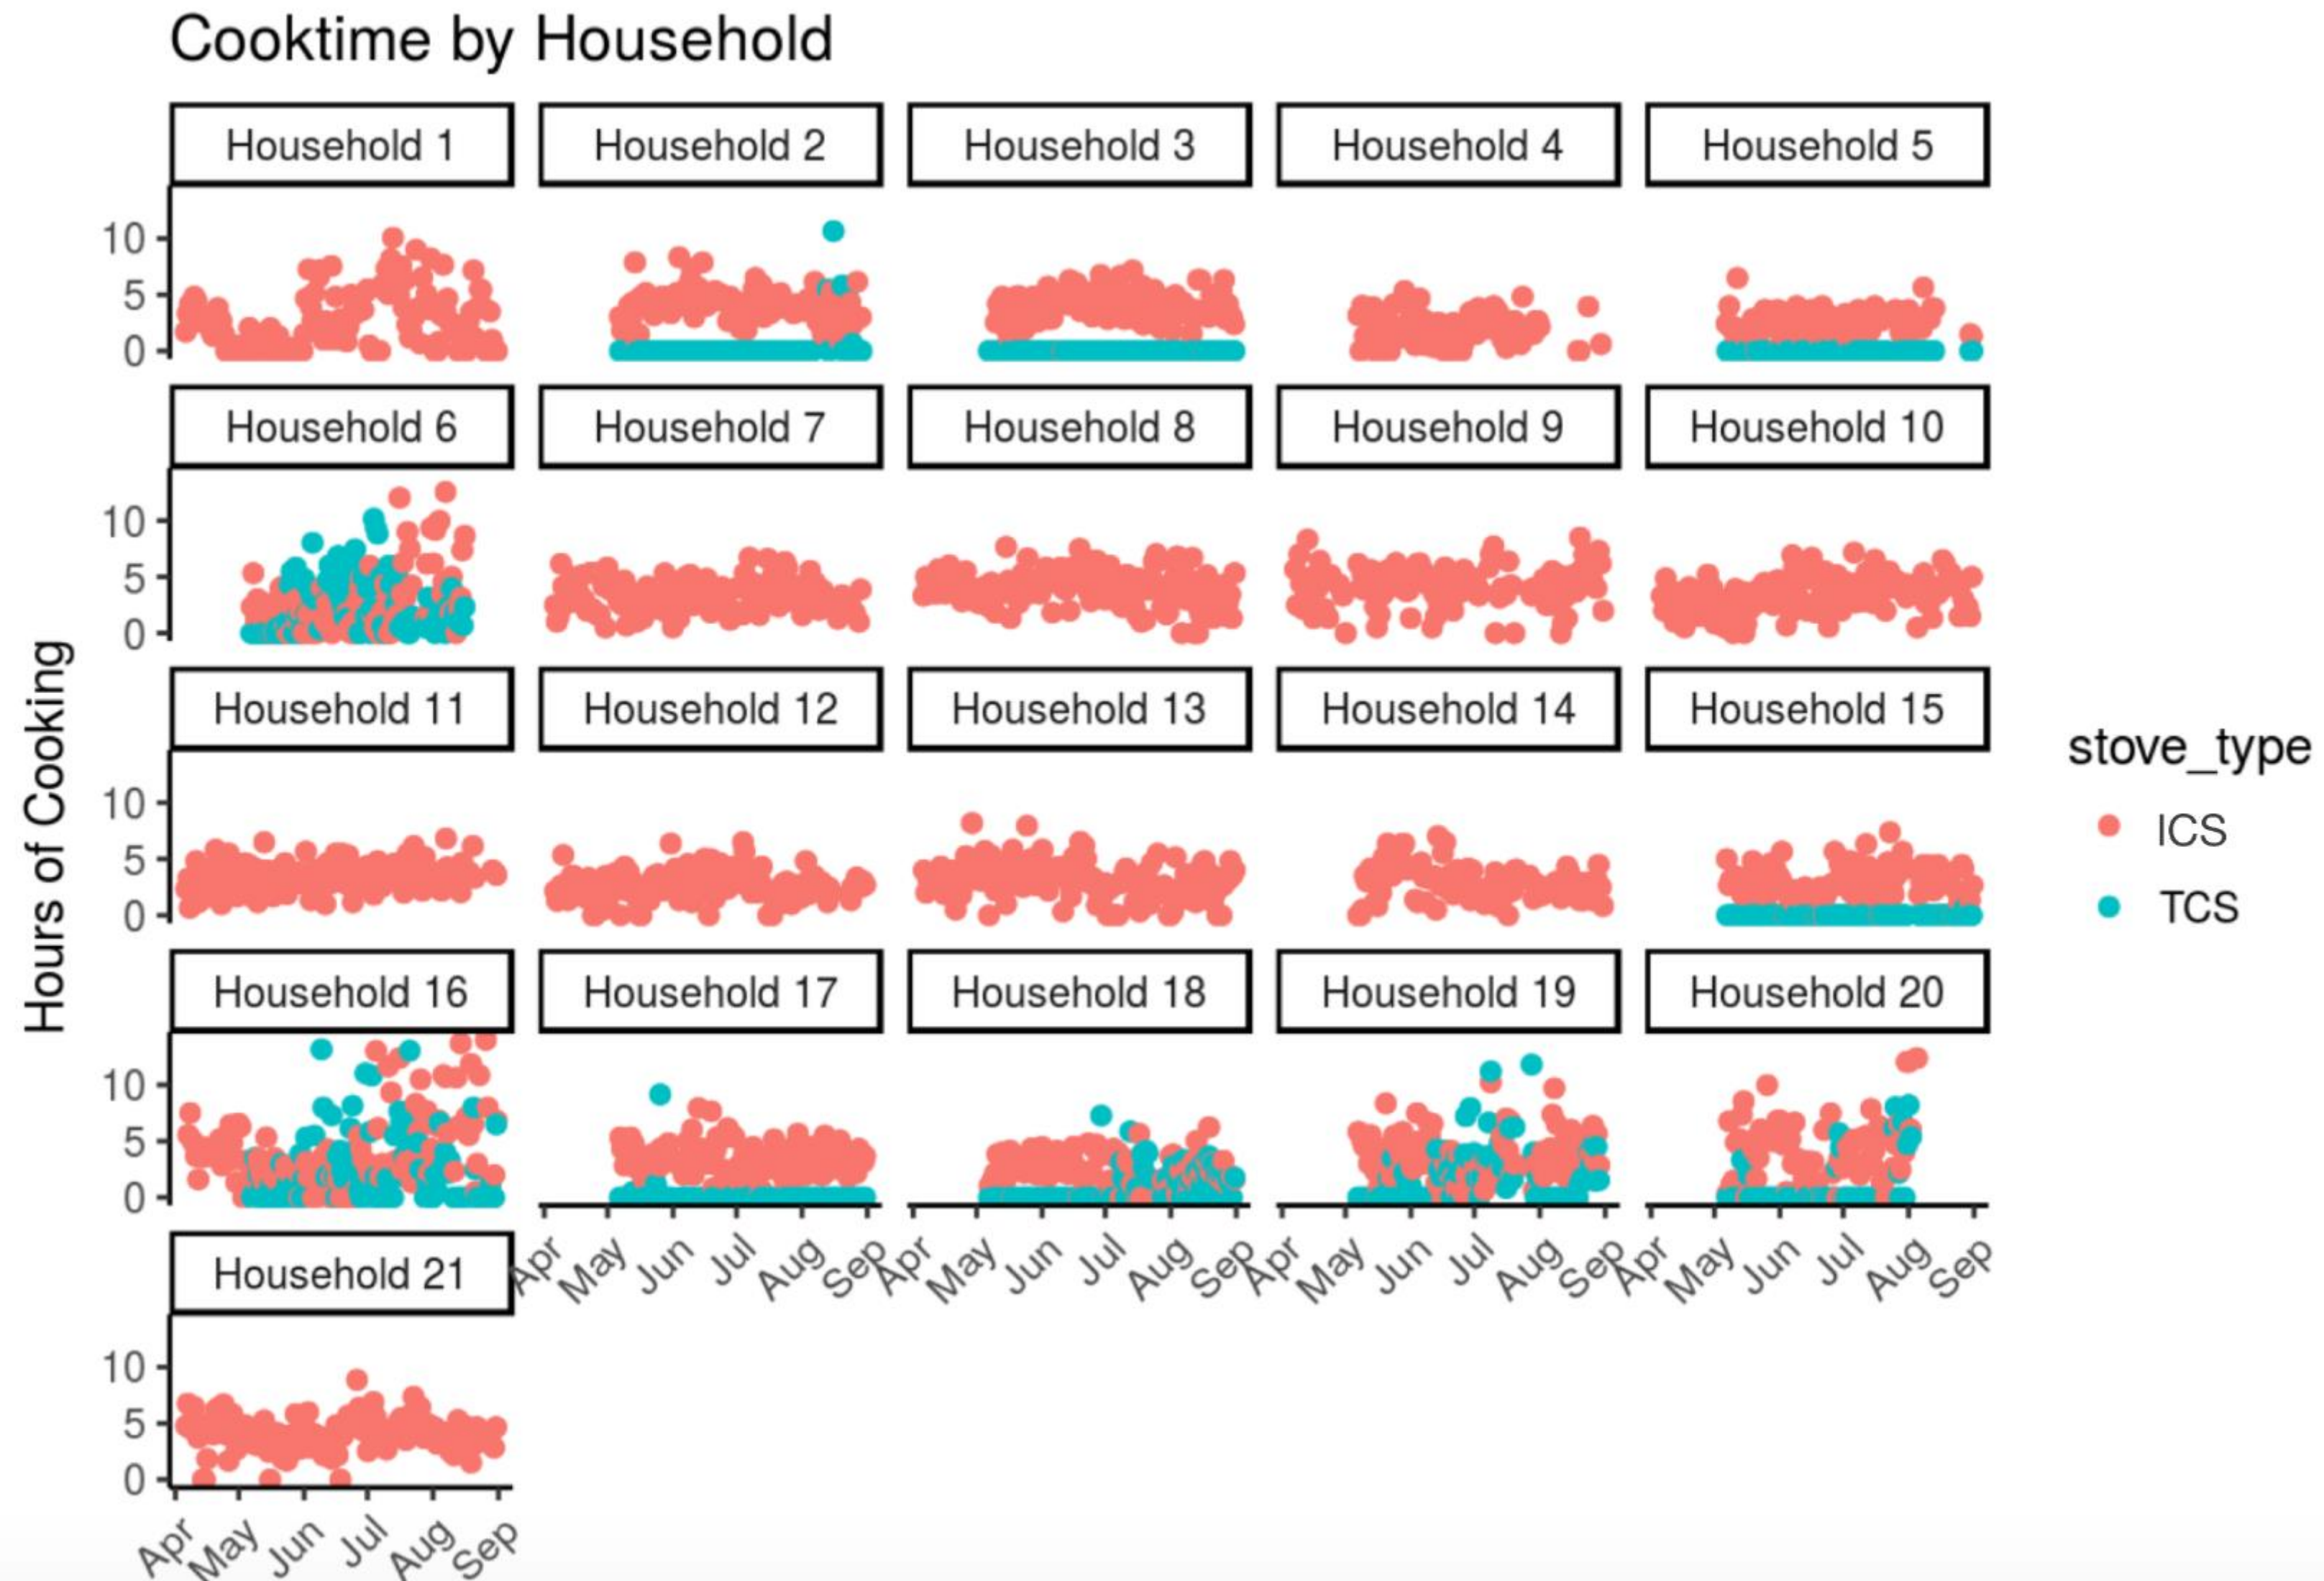 Cooktime by Household
Household 1
Household 2
Household 3
Household 4
Household 5
10
5
0
Household 6
Household 7
Household 8
Household 9
Household 10
10
5
0
Household 11
Household 12
Household 13
Household 14
Household 15
10
5
0
Household 16
Household 17
Household 18
Household 19
Household 20
10
5
0
Apr May Jun Jul Aug Sep
Apr May Jun Jul Aug Sep
Apr May Jun Jul Aug Sep
Apr May Jun Jul Aug Sep
Household 21
10
5
0
Apr May Jun Jul Aug Sep
Hours of Cooking
stove_type
ICS
TCS